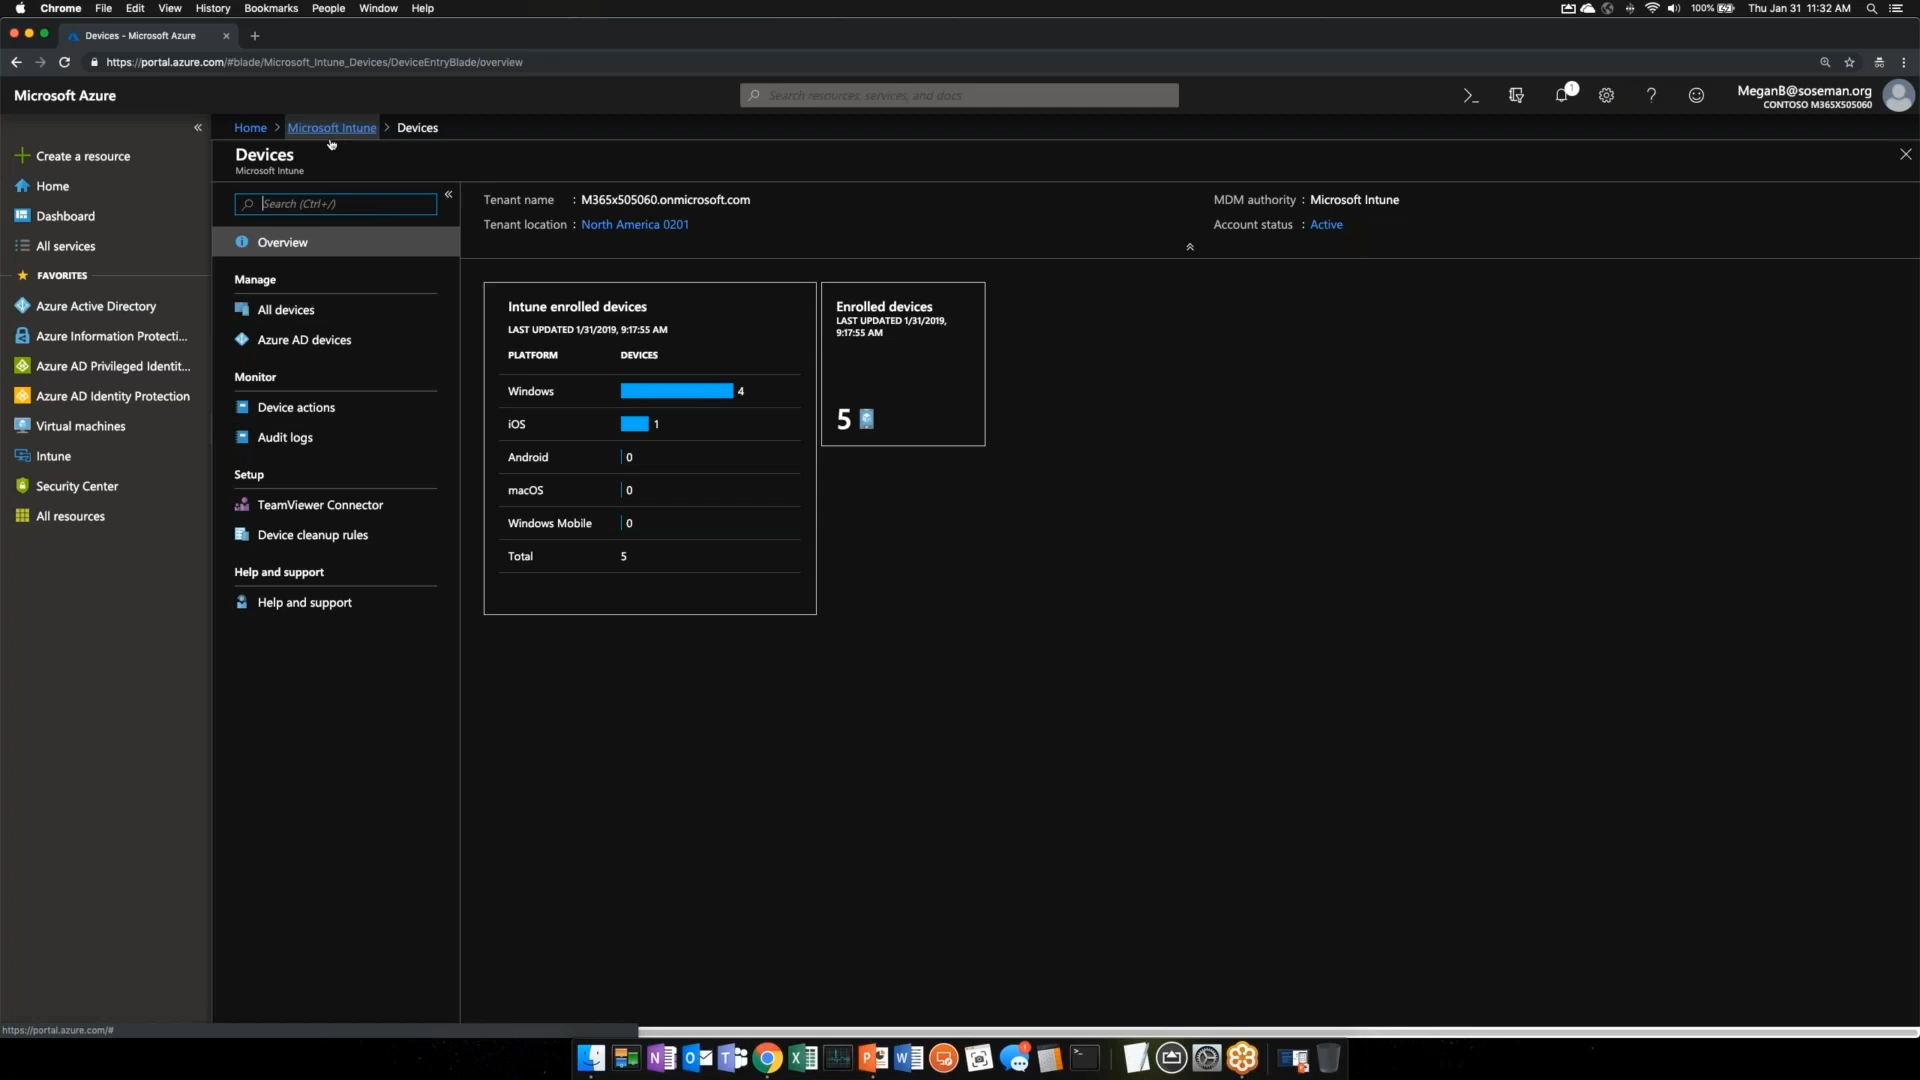 Chrome File Edit View History Bookmarks People Window Help
100% Thu Jan 31 11:32 AM
Devices - Microsoft Azure
https://portal.azure.com/#blade/Microsoft_Intune_Devices/DeviceEntryBlade/overview
Microsoft Azure
Search resources, services, and docs
1
MeganB@soseman.org
CONTOSO M365X505060
Home > Microsoft Intune > Devices
Devices
Microsoft Intune
Create a resource
Home
Dashboard
All services
FAVORITES
Azure Active Directory
Azure Information Protecti...
Azure AD Privileged Identit...
Azure AD Identity Protection
Virtual machines
Intune
Security Center
All resources
Search (Ctrl+/)
Overview
Manage
All devices
Azure AD devices
Monitor
Device actions
Audit logs
Setup
TeamViewer Connector
Device cleanup rules
Help and support
Help and support
Tenant name : M365x505060.onmicrosoft.com
Tenant location : North America 0201
MDM authority : Microsoft Intune
Account status : Active
Intune enrolled devices
LAST UPDATED 1/31/2019, 9:17:55 AM
PLATFORM DEVICES
Windows 4
iOS 1
Android 0
macOS 0
Windows Mobile 0
Total 5
Enrolled devices
LAST UPDATED 1/31/2019,
9:17:55 AM
5
https://portal.azure.com/#